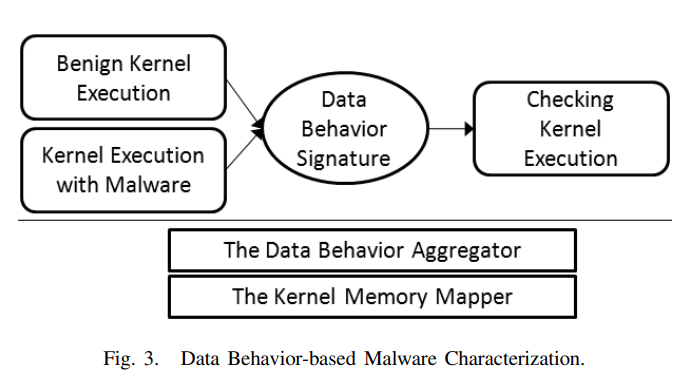 Benign Kernel
Execution
Kernel Execution
with Malware
Data
Behavior
Signature
Checking
Kernel
Execution
The Data Behavior Aggregator
The Kernel Memory Mapper
Fig. 3. Data Behavior-based Malware Characterization.